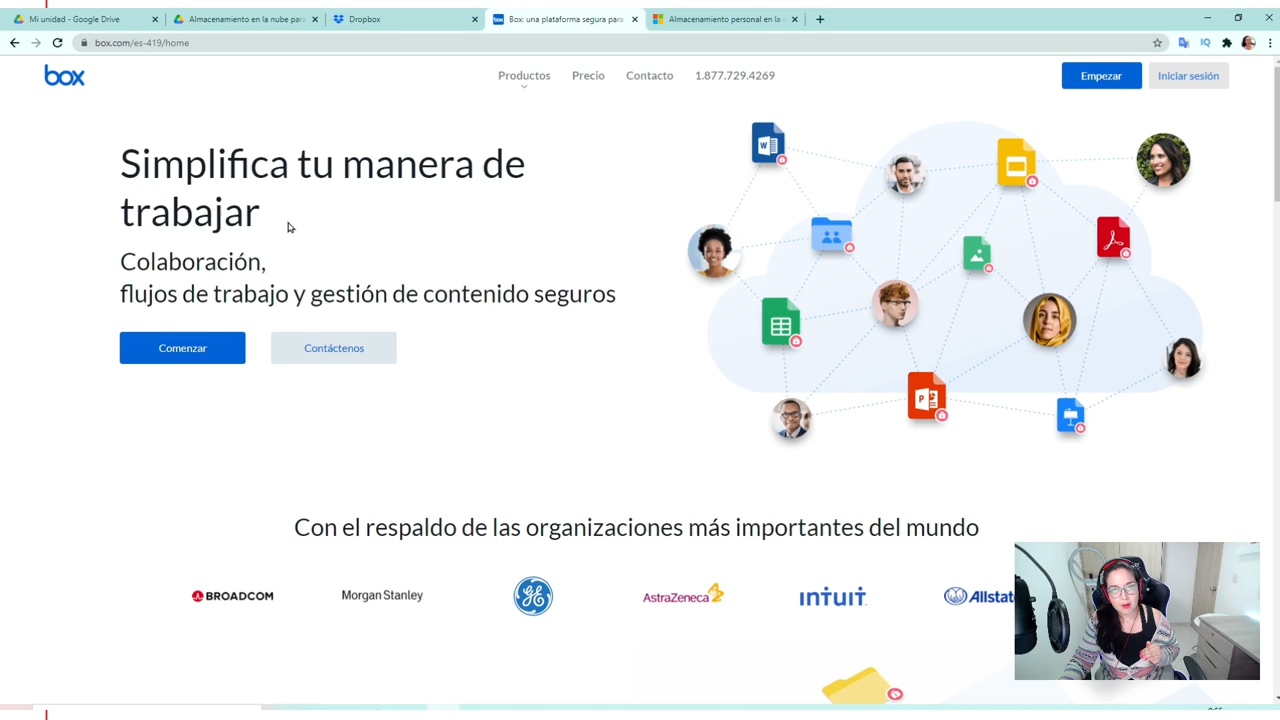 Mi unidad - Google Drive
Almacenamiento en la nube para
Dropbox
Box: una plataforma segura para
Almacenamiento personal en la
box.com/es-419/home
IQ
box
Productos
Precio
Contacto
1.877.729.4269
Empezar
Iniciar sesión
Simplifica tu manera de
trabajar
Colaboración,
flujos de trabajo y gestión de contenido seguros
Comenzar
Contáctenos
W
P
Con el respaldo de las organizaciones más importantes del mundo
BROADCOM
Morgan Stanley
GE
AstraZeneca
intuit
Allstat